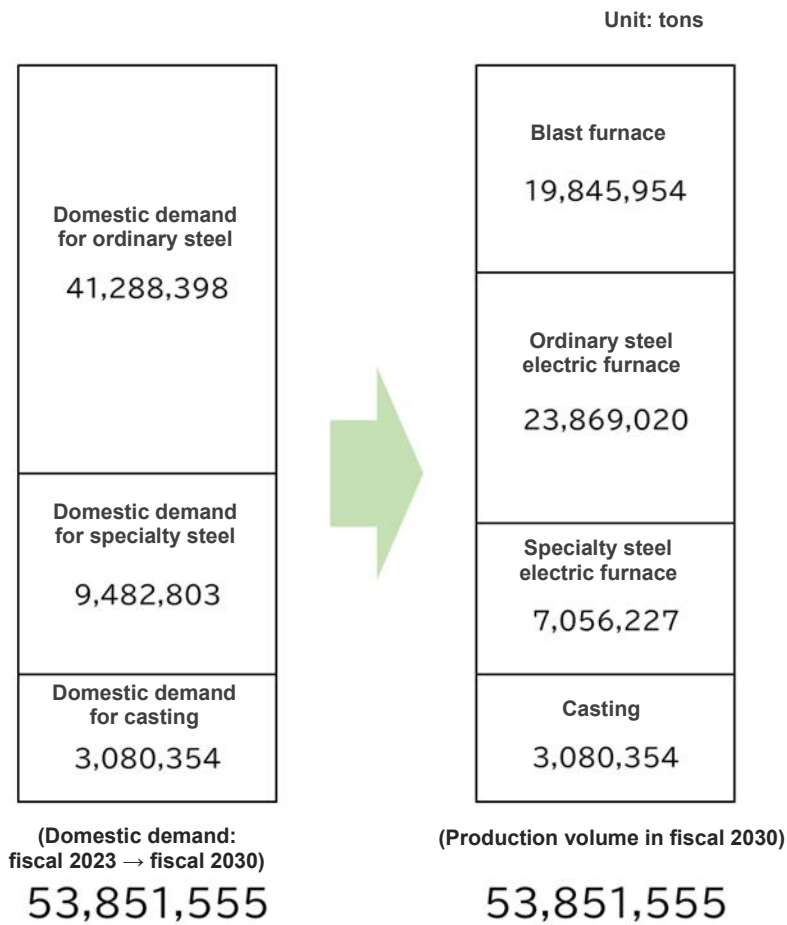 Unit: tons
Domestic demand
for ordinary steel
41,288,398
Domestic demand
for specialty steel
9,482,803
Domestic demand
for casting
3,080,354
(Domestic demand:
fiscal 2023 → fiscal 2030)
53,851,555
Blast furnace
19,845,954
Ordinary steel
electric furnace
23,869,020
Specialty steel
electric furnace
7,056,227
Casting
3,080,354
(Production volume in fiscal 2030)
53,851,555